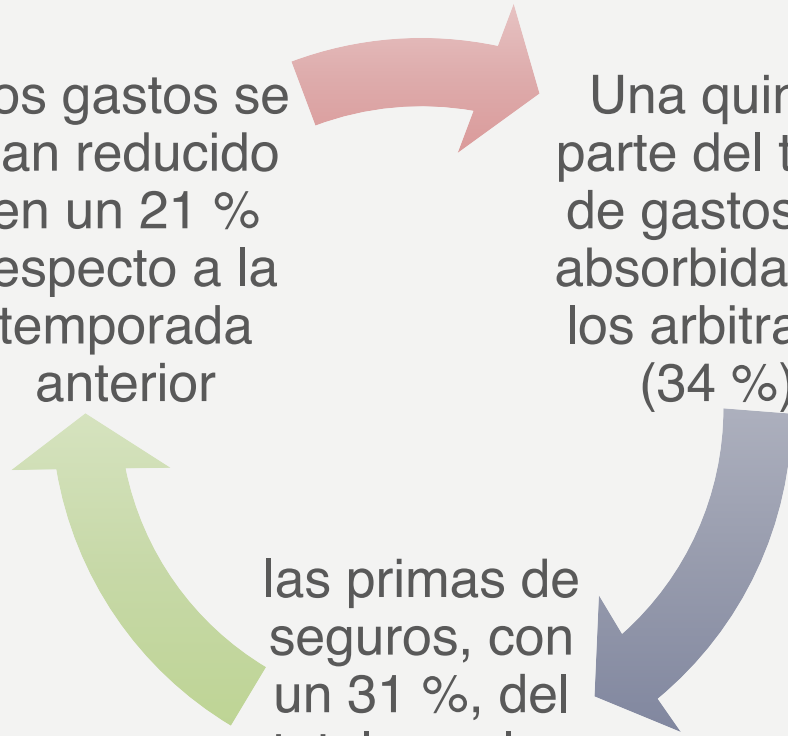 os gastos se
an reducido
en un 21 %
especto a la
temporada
anterior
Una quin
parte del t
de gastos
absorbida
los arbitra
(34 %)
las primas de
seguros, con
un 31 %, del